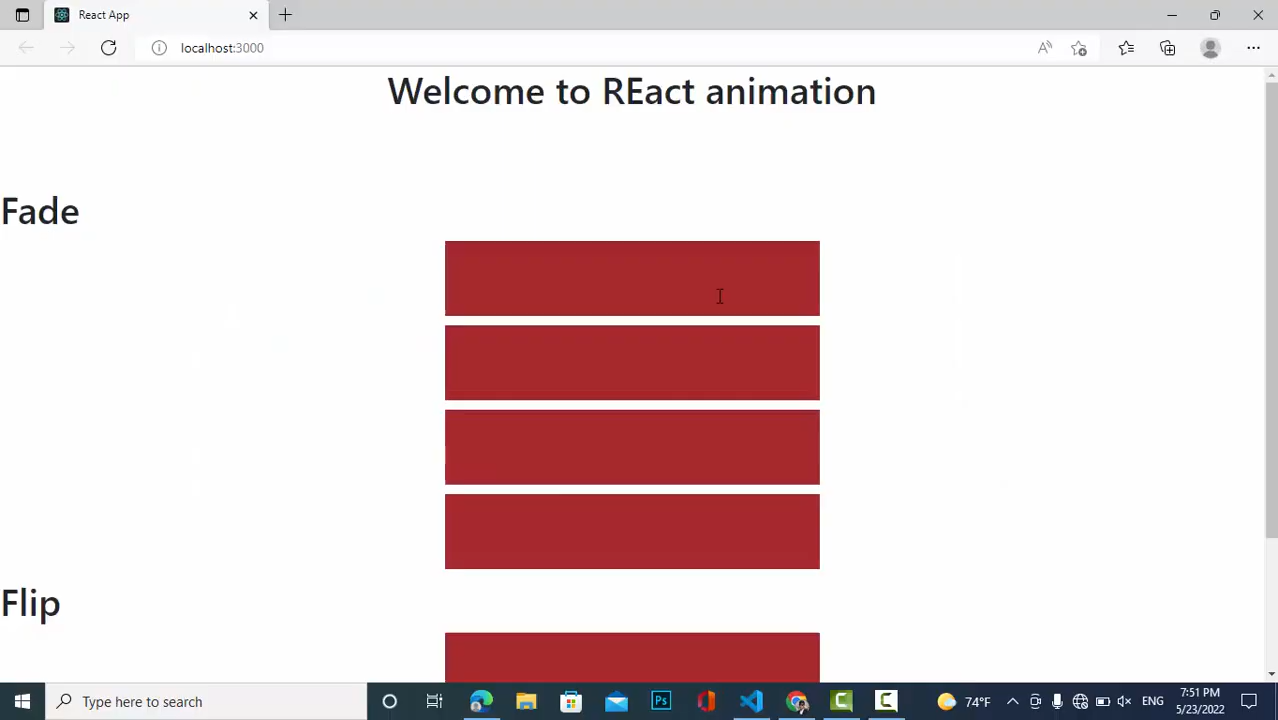 React App
localhost:3000
Welcome to REact animation
Fade
Flip
Type here to search
Ps
74°F
ENG
7:51 PM
5/23/2022